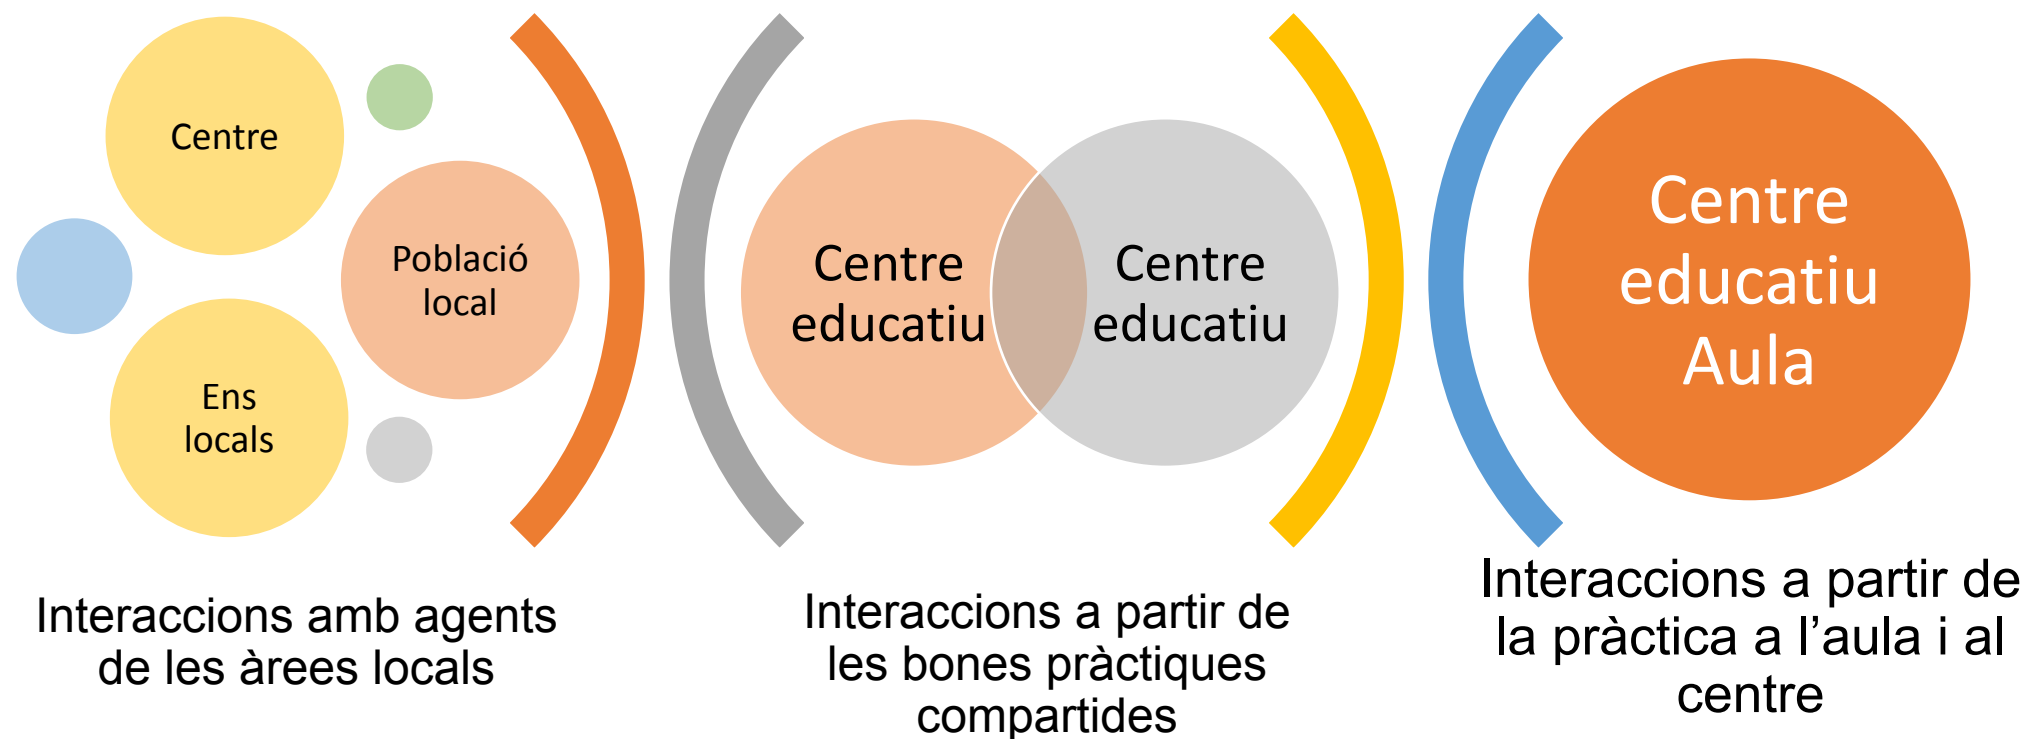 Centre
Població
local
Ens
locals
Interaccions amb agents
de les àrees locals
Centre
educatiu
Centre
educatiu
Interaccions a partir de
les bones pràctiques
compartides
Centre
educatiu
Aula
Interaccions a partir de
la pràctica a l’aula i al
centre